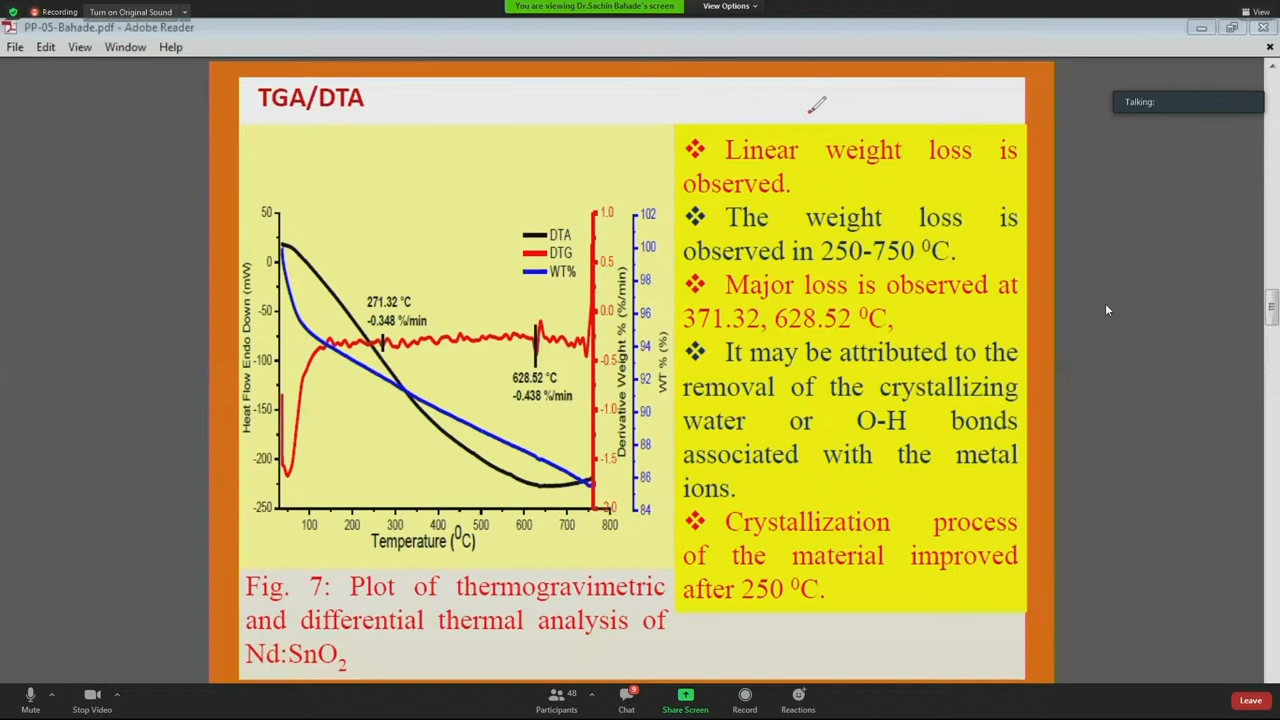 Recording
Turn on Original Sound
You are viewing Dr.Sachin Bahade's screen
View Options
View
PP-05-Bahade.pdf - Adobe Reader
File Edit View Window Help
Talking:
TGA/DTA
❖ Linear weight loss is
observed.
❖ The weight loss is
observed in 250-750 ⁰C.
❖ Major loss is observed at
371.32, 628.52 ⁰C,
❖ It may be attributed to the
removal of the crystallizing
water or O-H bonds
associated with the metal
ions.
❖ Crystallization process
of the material improved
after 250 ⁰C.
DTA
DTG
WT%
271.32 °C
-0.348 %/min
628.52 °C
-0.438 %/min
Heat Flow Endo Down (mW)
50
0
-50
-100
-150
-200
-250
100 200 300 400 500 600 700 800
Temperature (⁰C)
1.0
0.5
0.0
-0.5
-1.0
-1.5
-2.0
Derivative Weight % (%/min)
102
100
98
96
94
92
90
88
86
84
WT % (%)
Fig. 7: Plot of thermogravimetric
and differential thermal analysis of
Nd:SnO₂
Mute
Stop Video
48
Participants
9
Chat
Share Screen
Record
Reactions
Leave